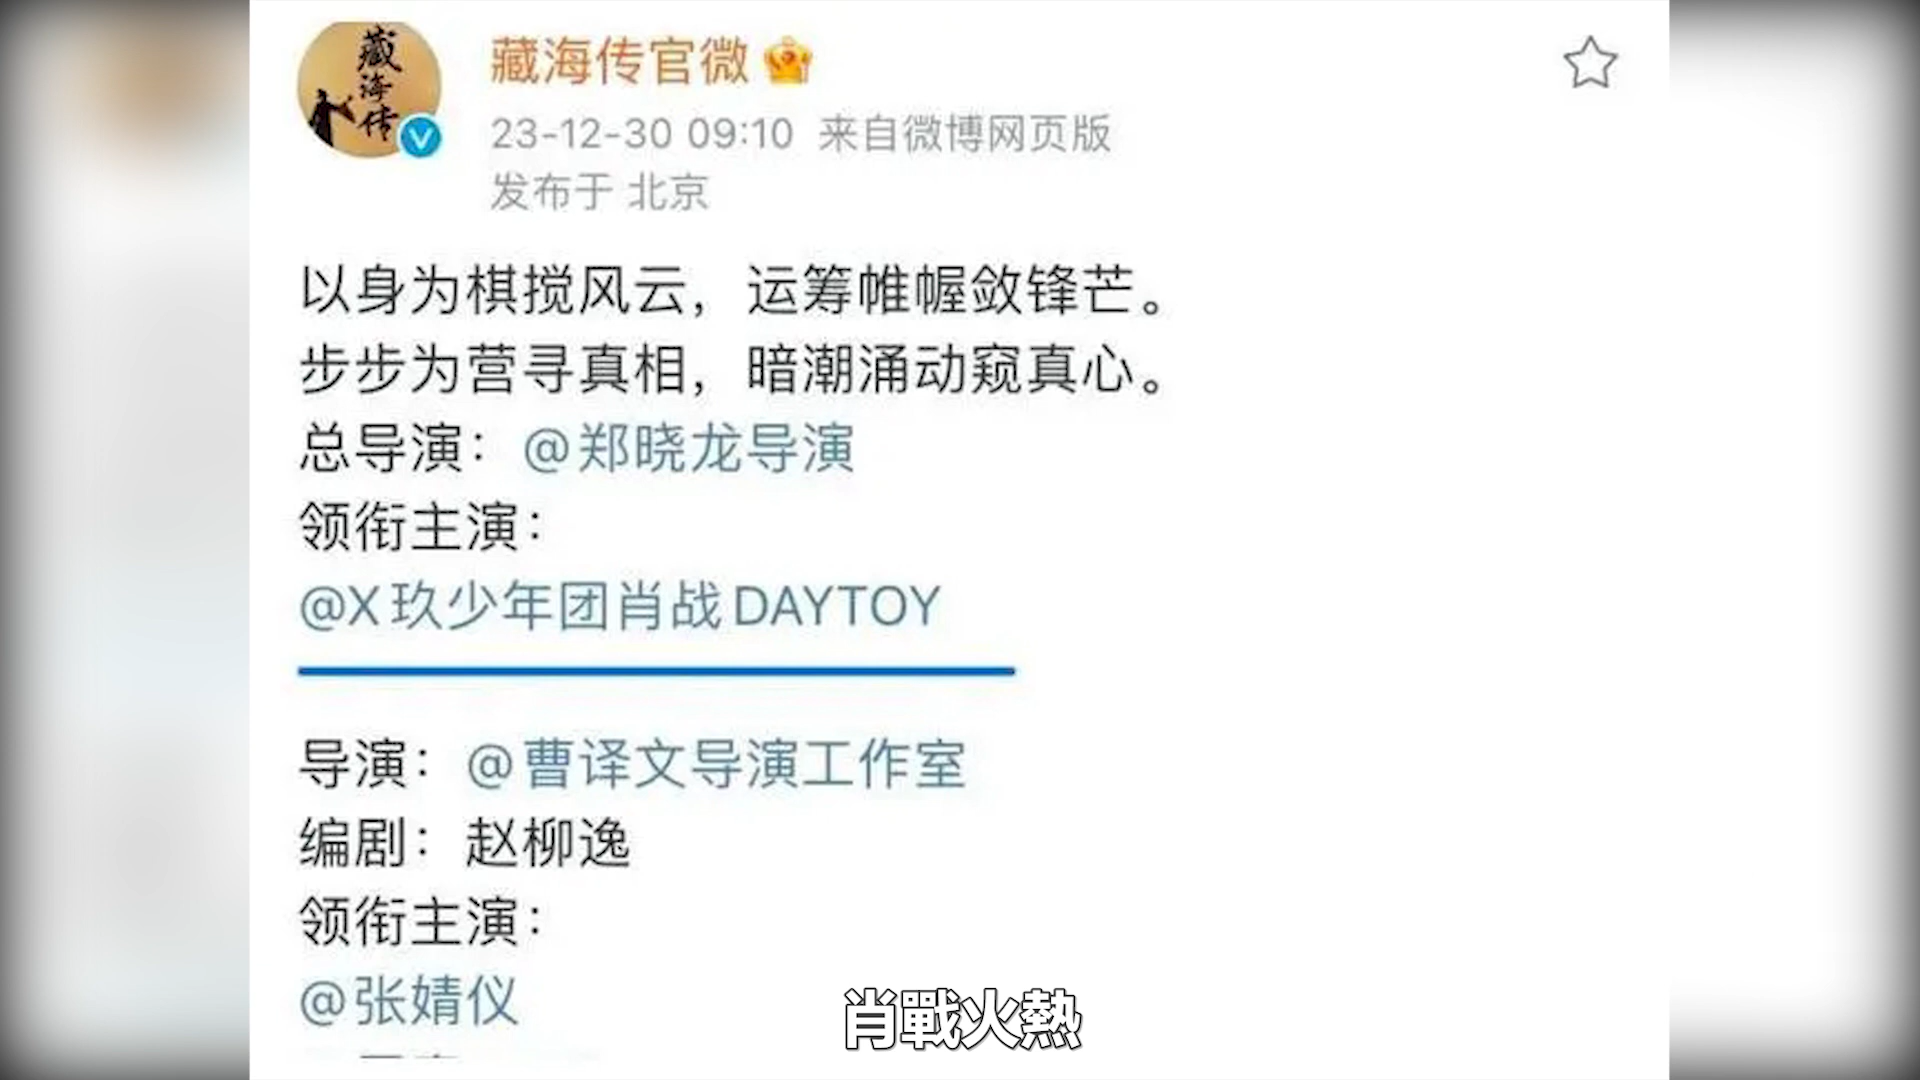 藏海传
藏海传官微
23-12-30 09:10 来自微博网页版
发布于 北京
以身为棋搅风云，运筹帷幄敛锋芒。
步步为营寻真相，暗潮涌动窥真心。
总导演：@郑晓龙导演
领衔主演：
@X玖少年团肖战DAYTOY
导演：@曹译文导演工作室
编剧：赵柳逸
领衔主演：
@张婧仪
肖戰火熱